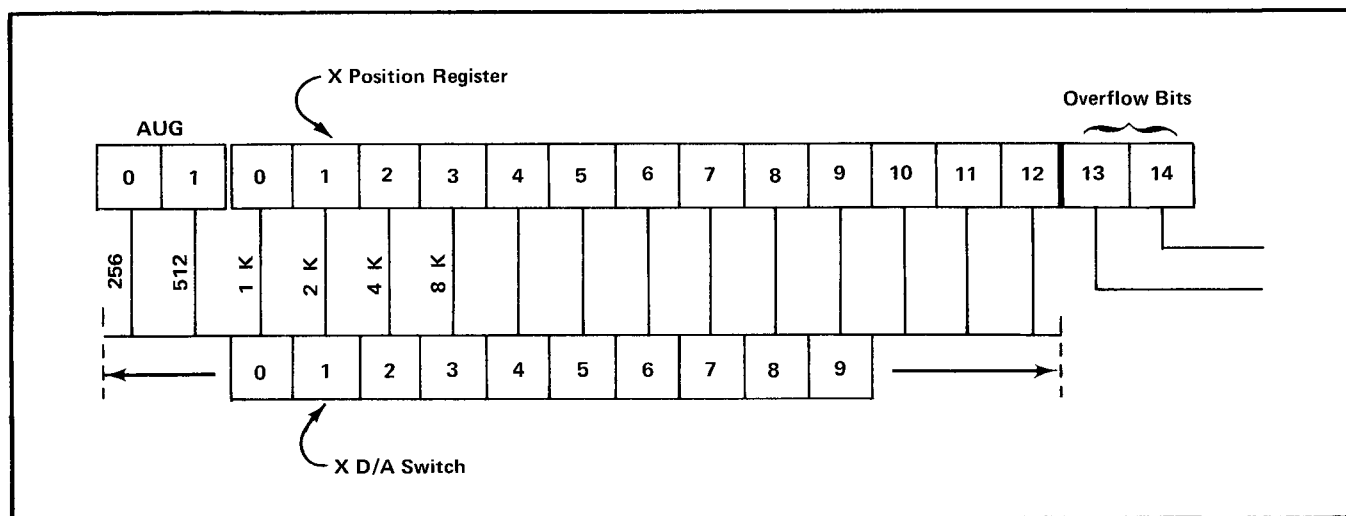 X Position Register
Overflow Bits
AUG
0 1 0 1 2 3 4 5 6 7 8 9 10 11 12 13 14
256 512 1 K 2 K 4 K 8 K
0 1 2 3 4 5 6 7 8 9
X D/A Switch